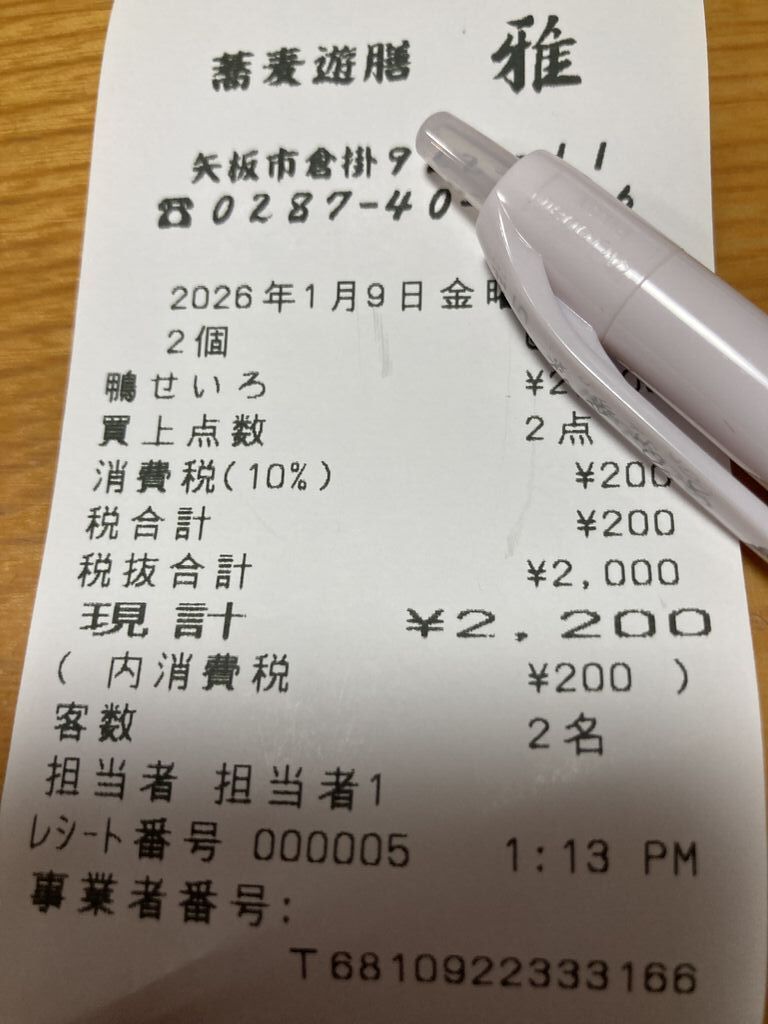 蕎麦遊膳 雅
矢板市倉掛9 11
☎0287-40-
2026年1月9日金
2個
鴨せいろ ¥2
買上点数 2点
消費税(10%) ¥200
税合計 ¥200
税抜合計 ¥2,000
現計 ¥2,200
( 内消費税 ¥200 )
客数 2名
担当者 担当者1
レシート番号 000005 1:13 PM
事業者番号:
T6810922333166